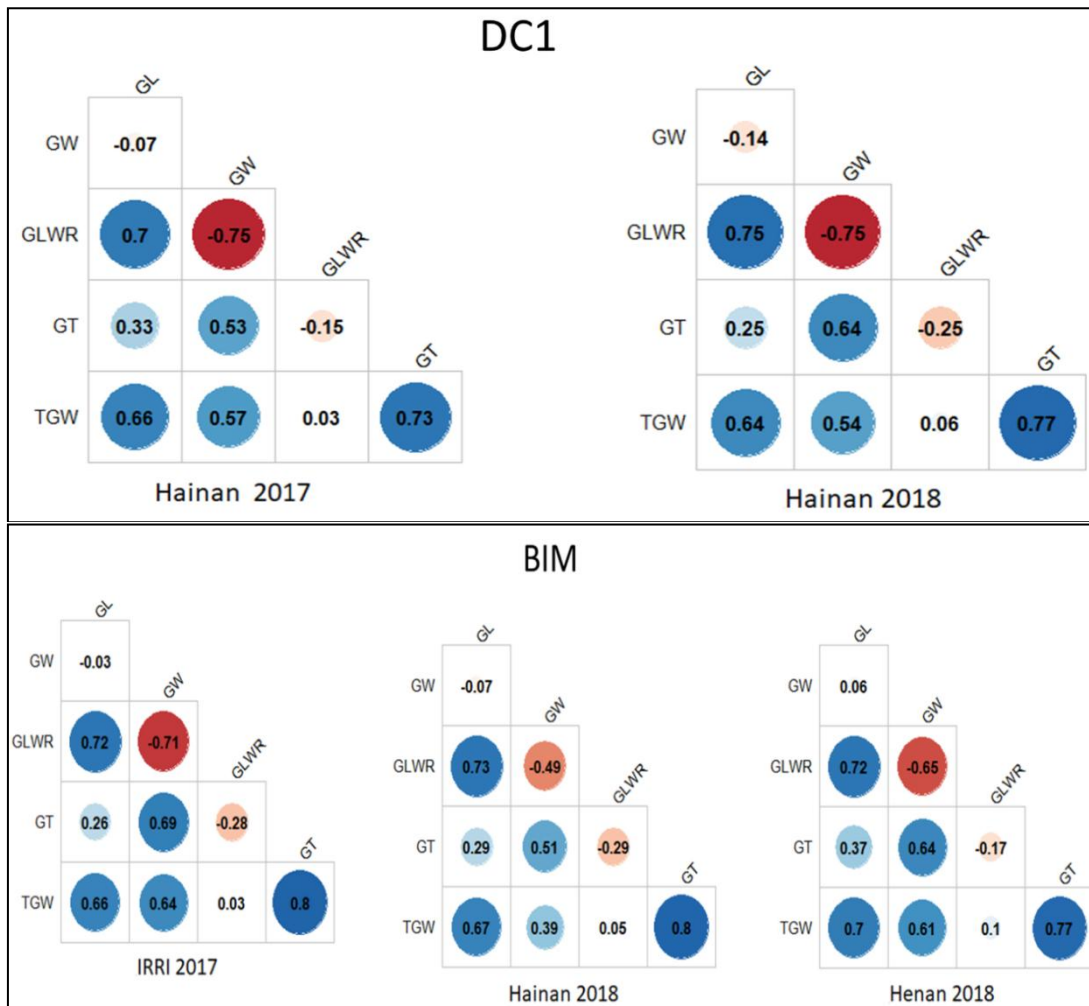 DC1
GL
GW -0.07
GW
GLWR 0.7 -0.75
GLWR
GT 0.33 0.53 -0.15
GT
TGW 0.66 0.57 0.03 0.73
Hainan 2017
GL
GW -0.14
GW
GLWR 0.75 -0.75
GLWR
GT 0.25 0.64 -0.25
GT
TGW 0.64 0.54 0.06 0.77
Hainan 2018
BIM
GL
GW -0.03
GW
GLWR 0.72 -0.71
GLWR
GT 0.26 0.69 -0.28
GT
TGW 0.66 0.64 0.03 0.8
IRRI 2017
GL
GW -0.07
GW
GLWR 0.73 -0.49
GLWR
GT 0.29 0.51 -0.29
GT
TGW 0.67 0.39 0.05 0.8
Hainan 2018
GL
GW 0.06
GW
GLWR 0.72 -0.65
GLWR
GT 0.37 0.64 -0.17
GT
TGW 0.7 0.61 0.1 0.77
Henan 2018